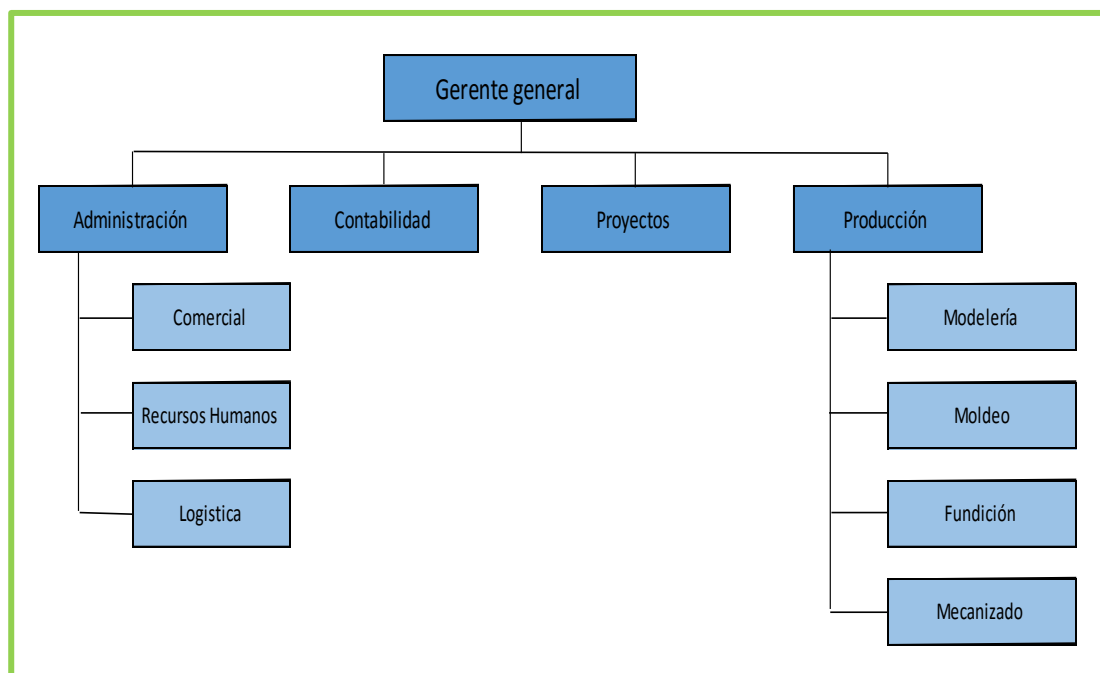 Gerente general
Administración
Contabilidad
Proyectos
Producción
Comercial
Recursos Humanos
Logistica
Modelería
Moldeo
Fundición
Mecanizado